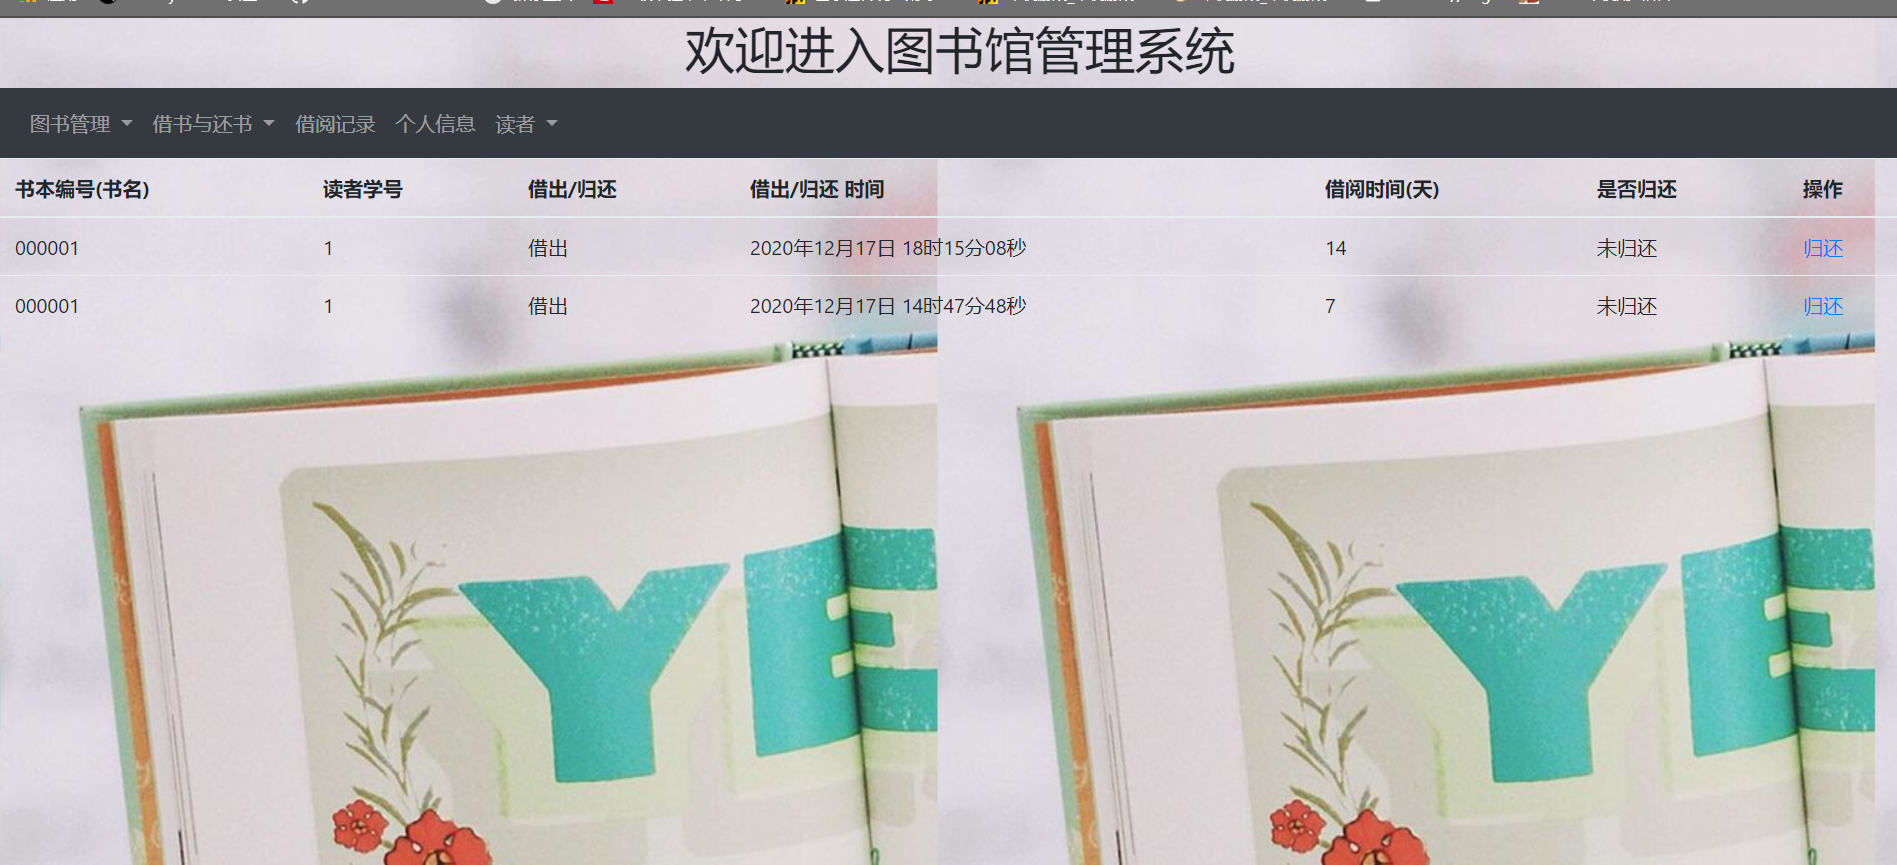 欢迎进入图书馆管理系统
图书管理 借书与还书 借阅记录 个人信息 读者
书本编号(书名) 读者学号 借出/归还 借出/归还 时间 借阅时间(天) 是否归还 操作
000001 1 借出 2020年12月17日 18时15分08秒 14 未归还 归还
000001 1 借出 2020年12月17日 14时47分48秒 7 未归还 归还
YE YE